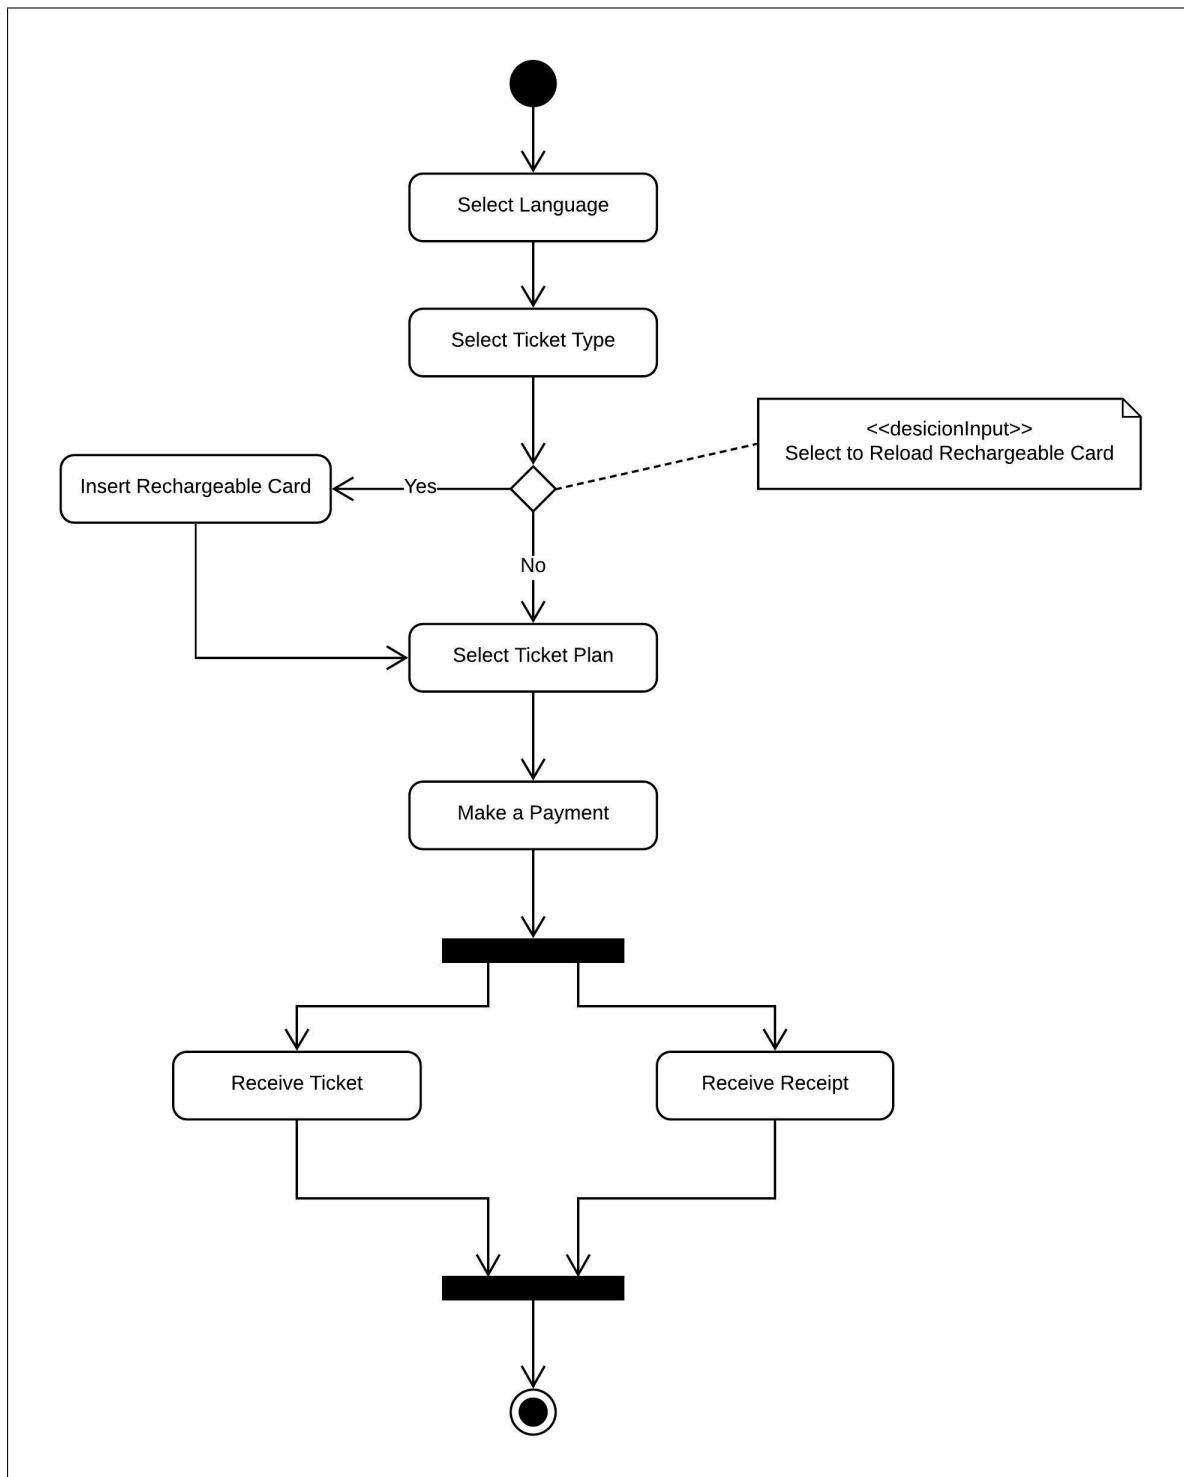 Select Language
Select Ticket Type
<<desicionInput>>
Select to Reload Rechargeable Card
Insert Rechargeable Card
Yes
No
Select Ticket Plan
Make a Payment
Receive Ticket
Receive Receipt